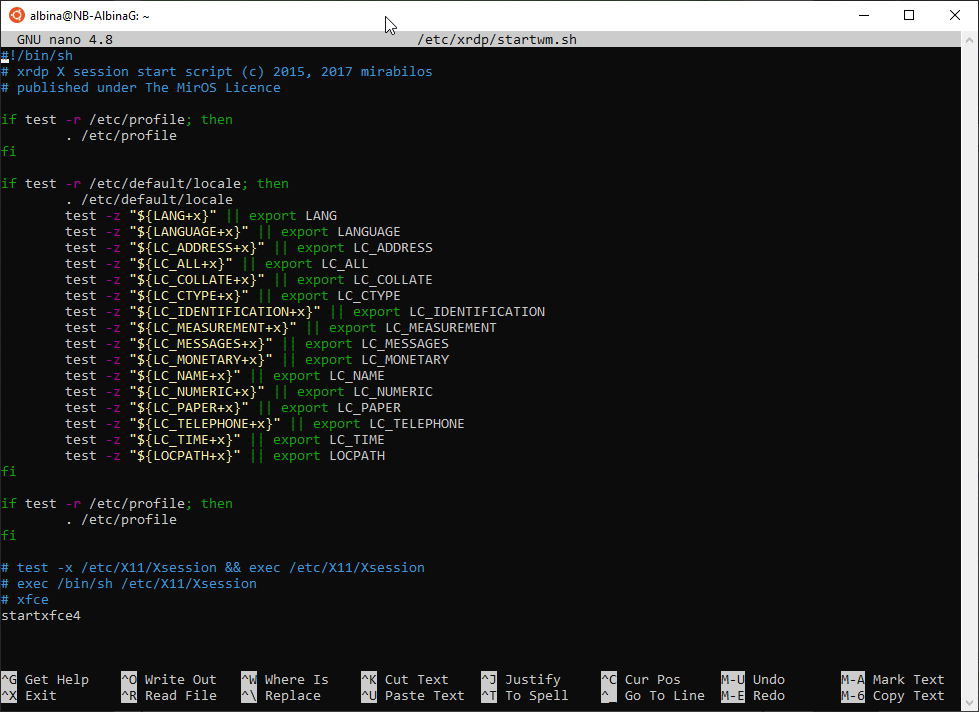 albina@NB-AlbinaG: ~
GNU nano 4.8 /etc/xrdp/startwm.sh
#!/bin/sh
# xrdp X session start script (c) 2015, 2017 mirabilos
# published under The MirOS Licence
if test -r /etc/profile; then
. /etc/profile
fi
if test -r /etc/default/locale; then
. /etc/default/locale
test -z "${LANG+x}" || export LANG
test -z "${LANGUAGE+x}" || export LANGUAGE
test -z "${LC_ADDRESS+x}" || export LC_ADDRESS
test -z "${LC_ALL+x}" || export LC_ALL
test -z "${LC_COLLATE+x}" || export LC_COLLATE
test -z "${LC_CTYPE+x}" || export LC_CTYPE
test -z "${LC_IDENTIFICATION+x}" || export LC_IDENTIFICATION
test -z "${LC_MEASUREMENT+x}" || export LC_MEASUREMENT
test -z "${LC_MESSAGES+x}" || export LC_MESSAGES
test -z "${LC_MONETARY+x}" || export LC_MONETARY
test -z "${LC_NAME+x}" || export LC_NAME
test -z "${LC_NUMERIC+x}" || export LC_NUMERIC
test -z "${LC_PAPER+x}" || export LC_PAPER
test -z "${LC_TELEPHONE+x}" || export LC_TELEPHONE
test -z "${LC_TIME+x}" || export LC_TIME
test -z "${LOCPATH+x}" || export LOCPATH
fi
if test -r /etc/profile; then
. /etc/profile
fi
# test -x /etc/X11/Xsession && exec /etc/X11/Xsession
# exec /bin/sh /etc/X11/Xsession
# xfce
startxfce4
^G Get Help ^O Write Out ^W Where Is ^K Cut Text ^J Justify ^C Cur Pos M-U Undo M-A Mark Text
^X Exit ^R Read File ^\ Replace ^U Paste Text ^T To Spell ^_ Go To Line M-E Redo M-6 Copy Text